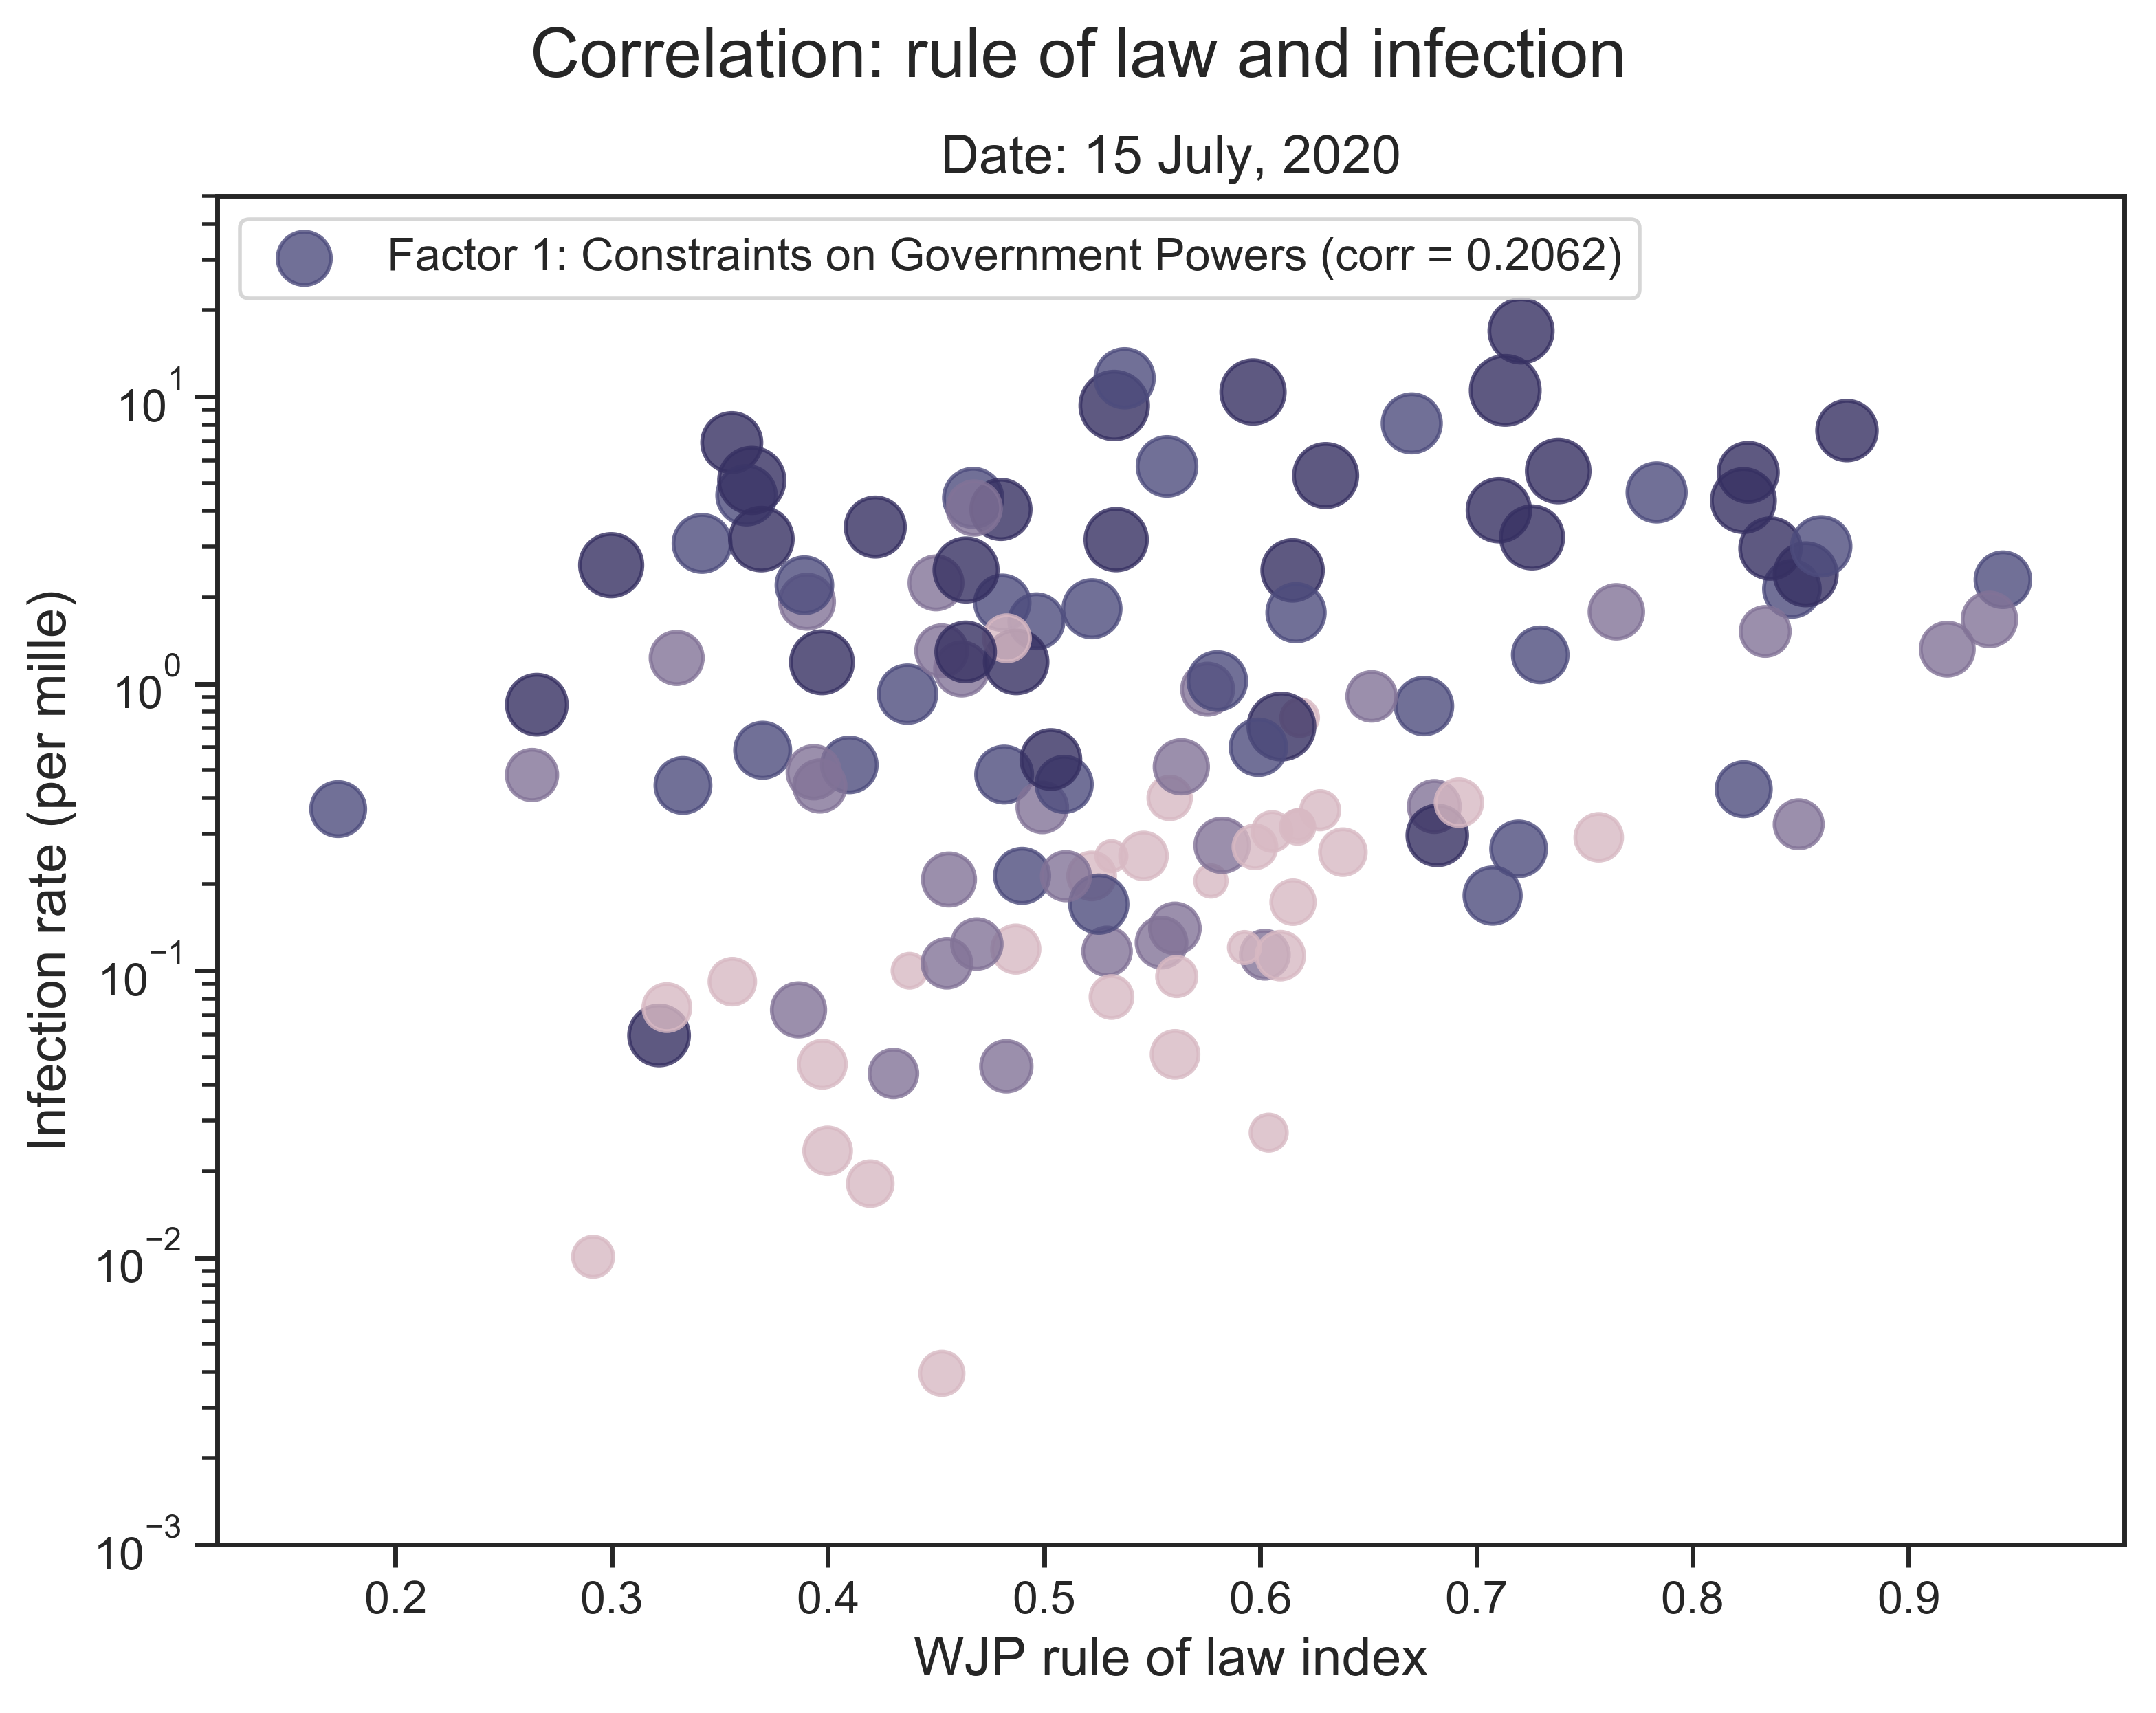 Correlation: rule of law and infection
Date: 15 July, 2020
Factor 1: Constraints on Government Powers (corr = 0.2062)
Infection rate (per mille)
10^1
10^0
10^−1
10^−2
10^−3
0.2 0.3 0.4 0.5 0.6 0.7 0.8 0.9
WJP rule of law index